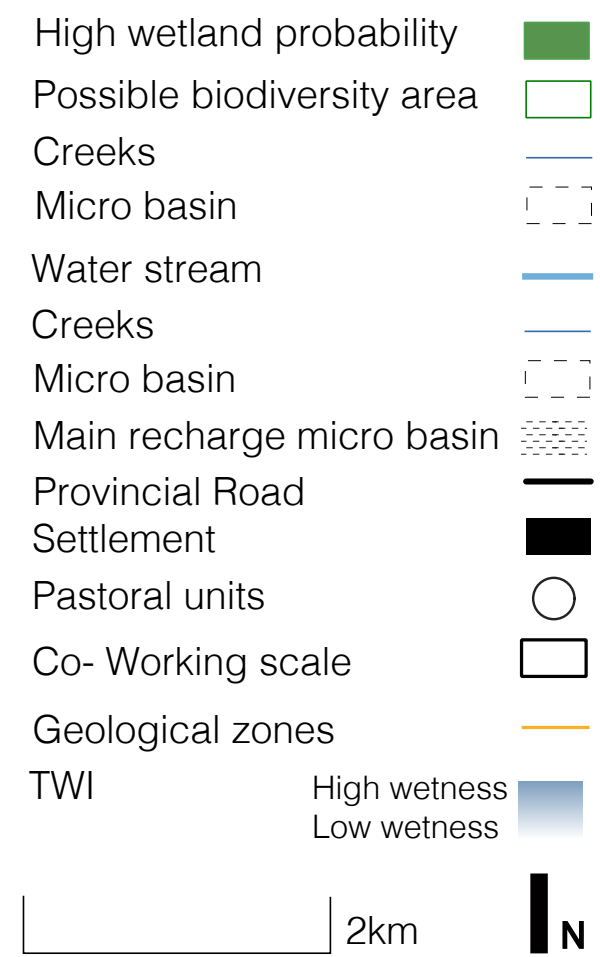 High wetland probability
Possible biodiversity area
Creeks
Micro basin
Water stream
Creeks
Micro basin
Main recharge micro basin
Provincial Road
Settlement
Pastoral units
Co- Working scale
Geological zones
TWI High wetness
Low wetness
2km
N